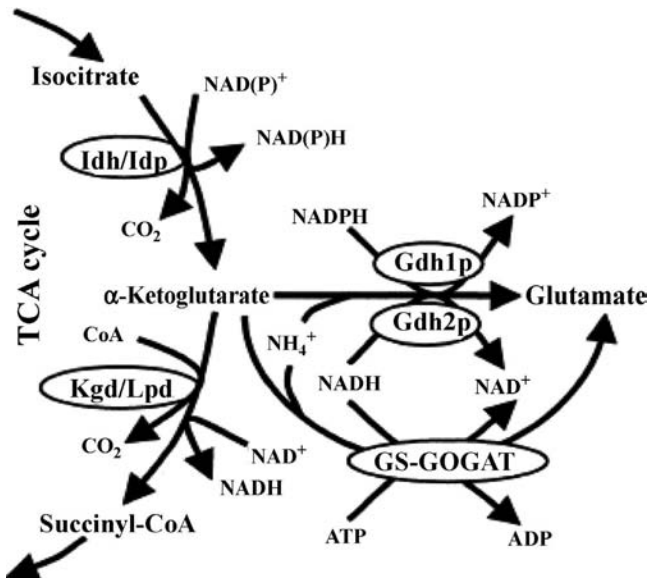 Isocitrate
NAD(P)⁺
Idh/Idp
NAD(P)H
CO₂
TCA cycle
NADPH
NADP⁺
Gdh1p
α-Ketoglutarate
Glutamate
Gdh2p
CoA
NH₄⁺
NADH
NAD⁺
Kgd/Lpd
CO₂
NAD⁺
NADH
GS-GOGAT
Succinyl-CoA
ATP
ADP